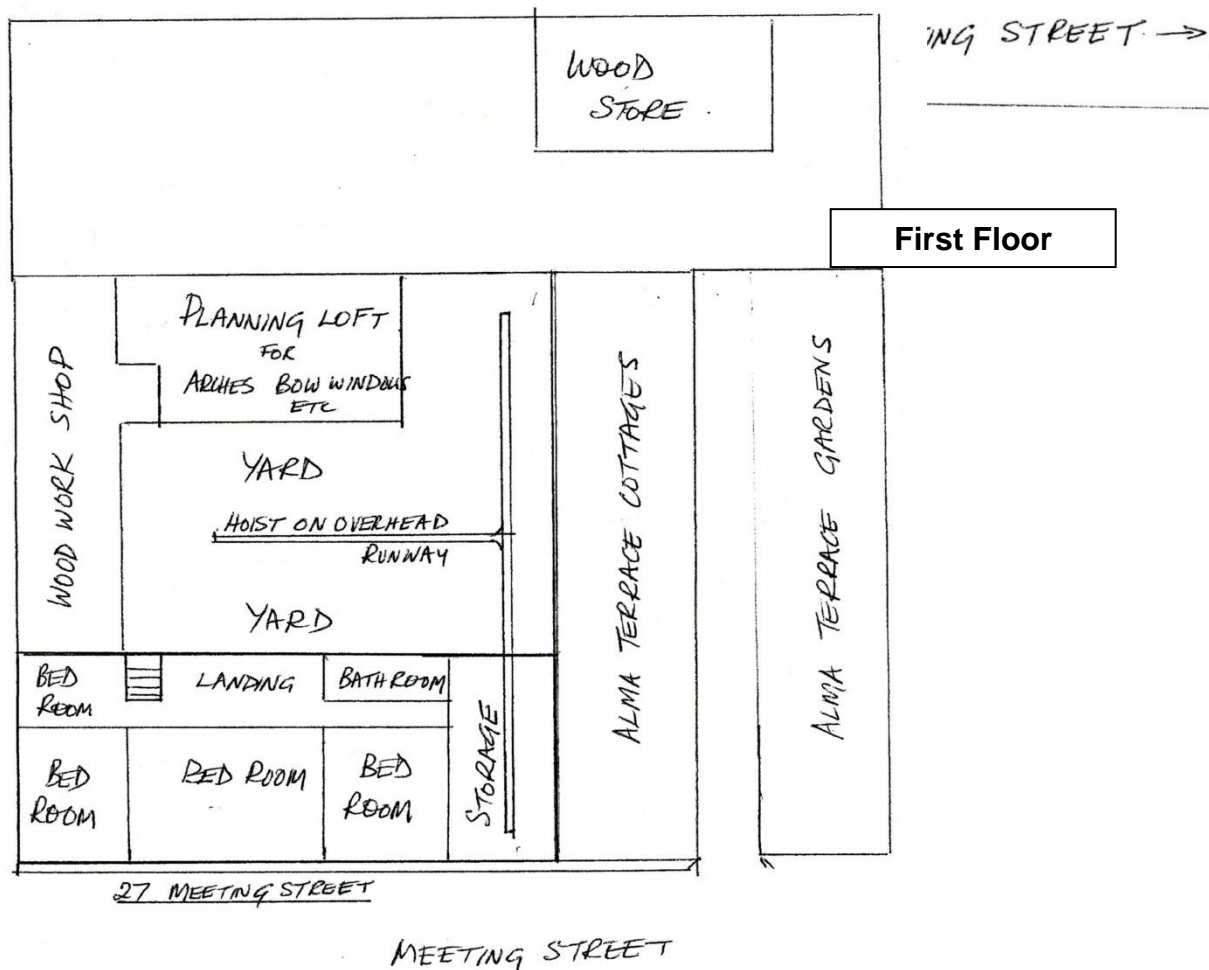 WOOD
STORE.
ING STREET →
First Floor
PLANNING LOFT
FOR
ARCHES BOW WINDOWS
ETC
WOOD WORK SHOP
YARD
HOIST ON OVERHEAD
RUNWAY
YARD
ALMA TERRACE COTTAGES
ALMA TERRACE GARDENS
BED
ROOM
LANDING
BATHROOM
STORAGE
BED
ROOM
BED ROOM
BED
ROOM
27 MEETING STREET
MEETING STREET